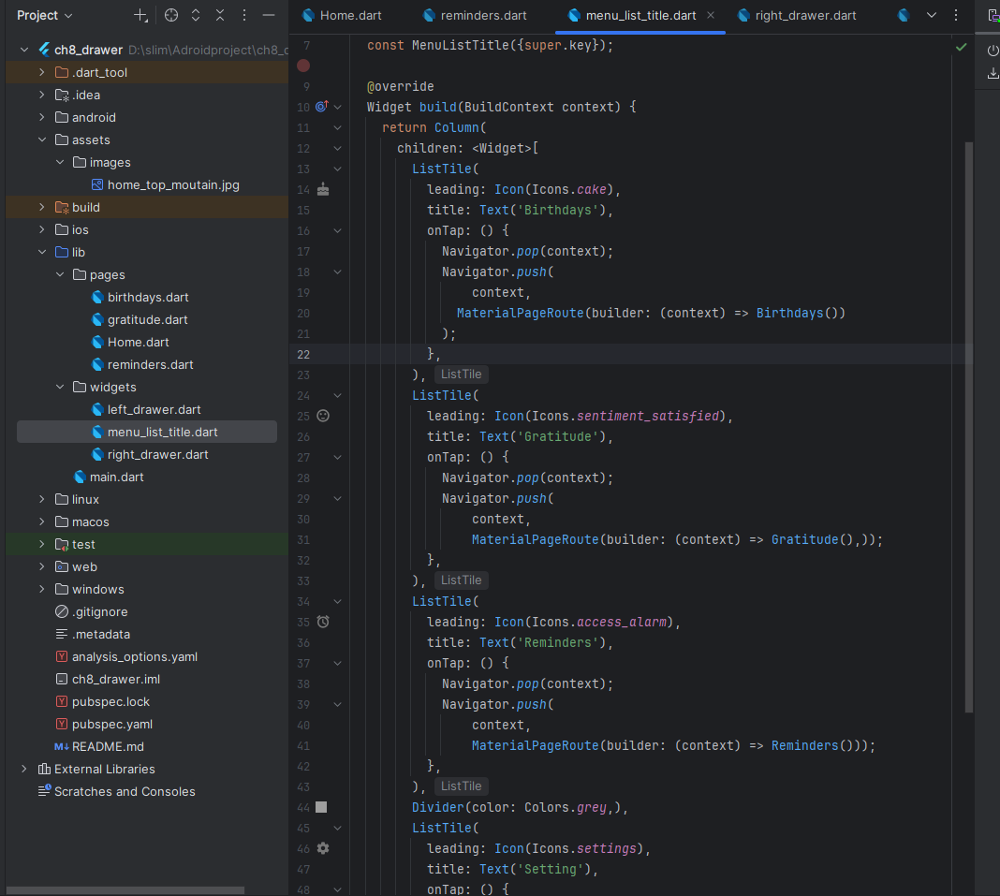 Project
ch8_drawer D:\slim\Adroidproject\ch8_d
.dart_tool
.idea
android
assets
images
home_top_moutain.jpg
build
ios
lib
pages
birthdays.dart
gratitude.dart
Home.dart
reminders.dart
widgets
left_drawer.dart
menu_list_title.dart
right_drawer.dart
main.dart
linux
macos
test
web
windows
.gitignore
.metadata
Y analysis_options.yaml
ch8_drawer.iml
Y pubspec.lock
Y pubspec.yaml
M↓ README.md
External Libraries
Scratches and Consoles
Home.dart reminders.dart menu_list_title.dart right_drawer.dart
7 const MenuListTitle({super.key});
9 @override
10 Widget build(BuildContext context) {
11 return Column(
12 children: <Widget>[
13 ListTile(
14 leading: Icon(Icons.cake),
15 title: Text('Birthdays'),
16 onTap: () {
17 Navigator.pop(context);
18 Navigator.push(
19 context,
20 MaterialPageRoute(builder: (context) => Birthdays())
21 );
22 },
23 ), ListTile
24 ListTile(
25 leading: Icon(Icons.sentiment_satisfied),
26 title: Text('Gratitude'),
27 onTap: () {
28 Navigator.pop(context);
29 Navigator.push(
30 context,
31 MaterialPageRoute(builder: (context) => Gratitude(),));
32 },
33 ), ListTile
34 ListTile(
35 leading: Icon(Icons.access_alarm),
36 title: Text('Reminders'),
37 onTap: () {
38 Navigator.pop(context);
39 Navigator.push(
40 context,
41 MaterialPageRoute(builder: (context) => Reminders()));
42 },
43 ), ListTile
44 Divider(color: Colors.grey,),
45 ListTile(
46 leading: Icon(Icons.settings),
47 title: Text('Setting'),
48 onTap: () {